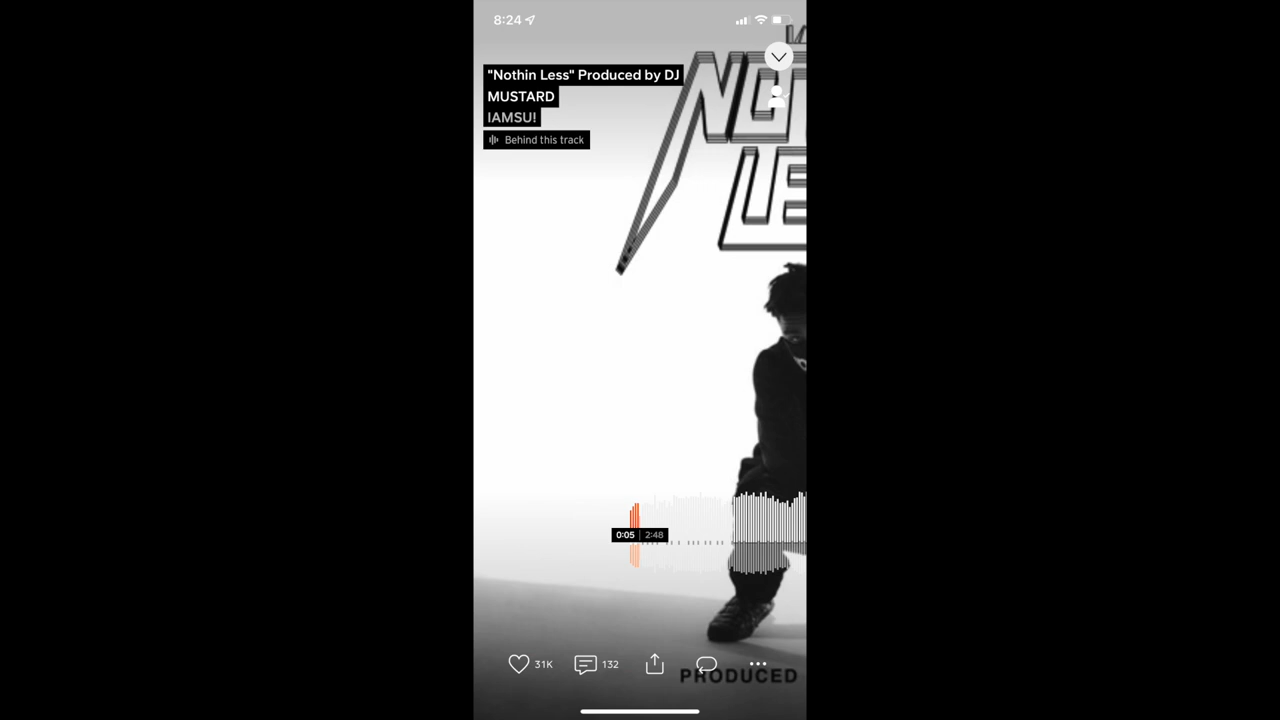 8:24
"Nothin Less" Produced by DJ
MUSTARD
IAMSU!
Behind this track
0:05 2:48
31K 132
PRODUCED